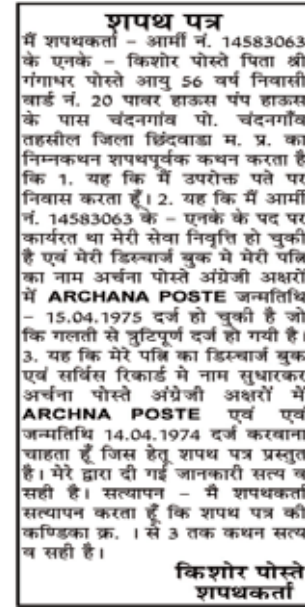 शपथ पत्र
मैं शपथकर्ता – आर्मी नं. 14583063
के एनके – किशोर पोस्ते पिता श्री
गंगाधर पोस्ते आयु 56 वर्ष निवासी
वार्ड नं. 20 पावर हाऊस पंप हाऊस
के पास चंदनगांव पो. चंदनगाँव
तहसील जिला छिंदवाडा म. प्र. का
निम्नकथन शपथपूर्वक कथन करता है
कि 1. यह कि मैं उपरोक्त पते पर
निवास करता हूँ। 2. यह कि मैं आर्मी
नं. 14583063 के – एनके के पद पर
कार्यरत था मेरी सेवा निवृत्ति हो चुकी
है एवं मेरी डिस्चार्ज बुक मे मेरी पत्नि
का नाम अर्चना पोस्ते अंग्रेजी अक्षरों
में ARCHANA POSTE जन्मतिथि
– 15.04.1975 दर्ज हो चुकी है जो
कि गलती से त्रुटिपूर्ण दर्ज हो गयी है।
3. यह कि मेरे पत्नि का डिस्चार्ज बुक
एवं सर्विस रिकार्ड मे नाम सुधारकर
अर्चना पोस्ते अंग्रेजी अक्षरों में
ARCHNA POSTE एवं एवं
जन्मतिथि 14.04.1974 दर्ज करवाना
चाहता हूँ जिस हेतू शपथ पत्र प्रस्तुत
है। मेरे द्वारा दी गई जानकारी सत्य व
सही है। सत्यापन – मै शपथकर्ता
सत्यापन करता हूँ कि शपथ पत्र की
कण्डिका क्र. । से 3 तक कथन सत्य
व सही है।
किशोर पोस्ते
शपथकर्ता